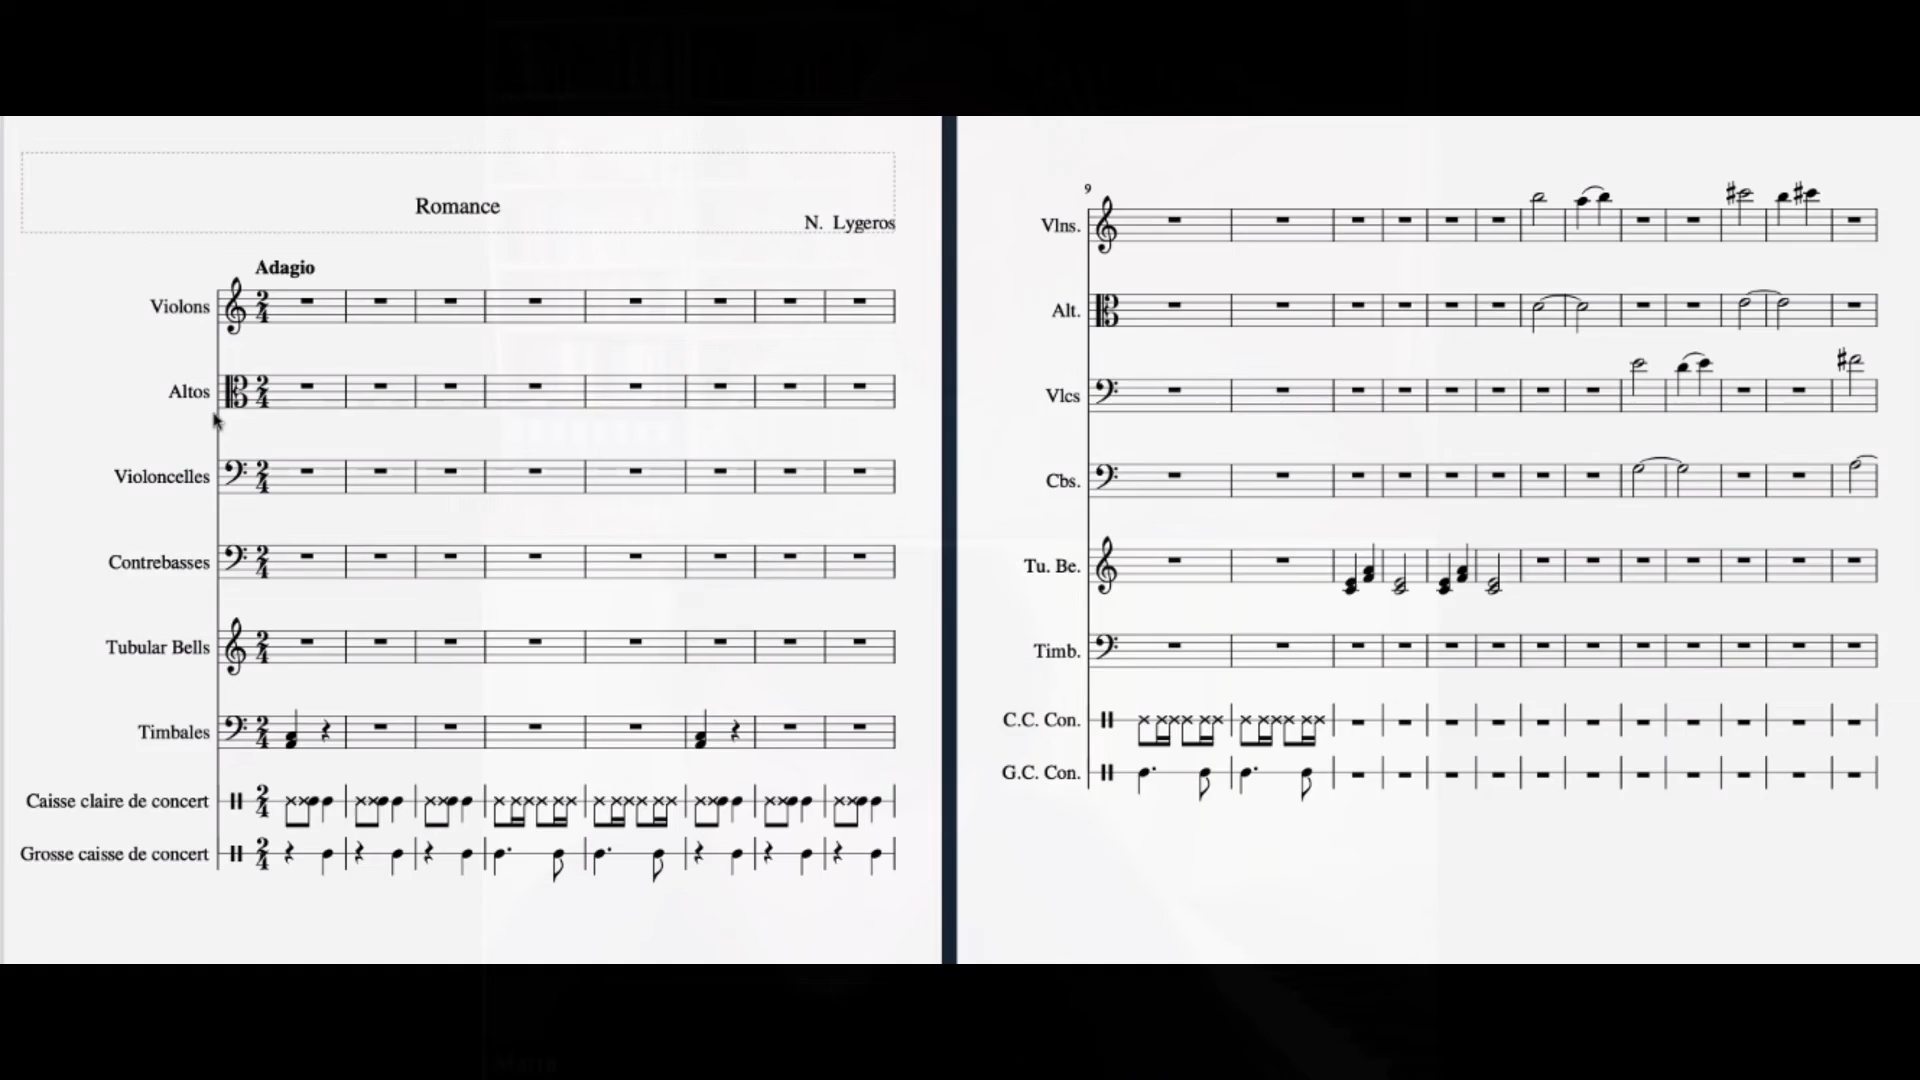 Romance
N. Lygeros
Adagio
Violons
Altos
Violoncelles
Contrebasses
Tubular Bells
Timbales
Caisse claire de concert
Grosse caisse de concert
9
Vlns.
Alt.
Vlcs
Cbs.
Tu. Be.
Timb.
C.C. Con.
G.C. Con.